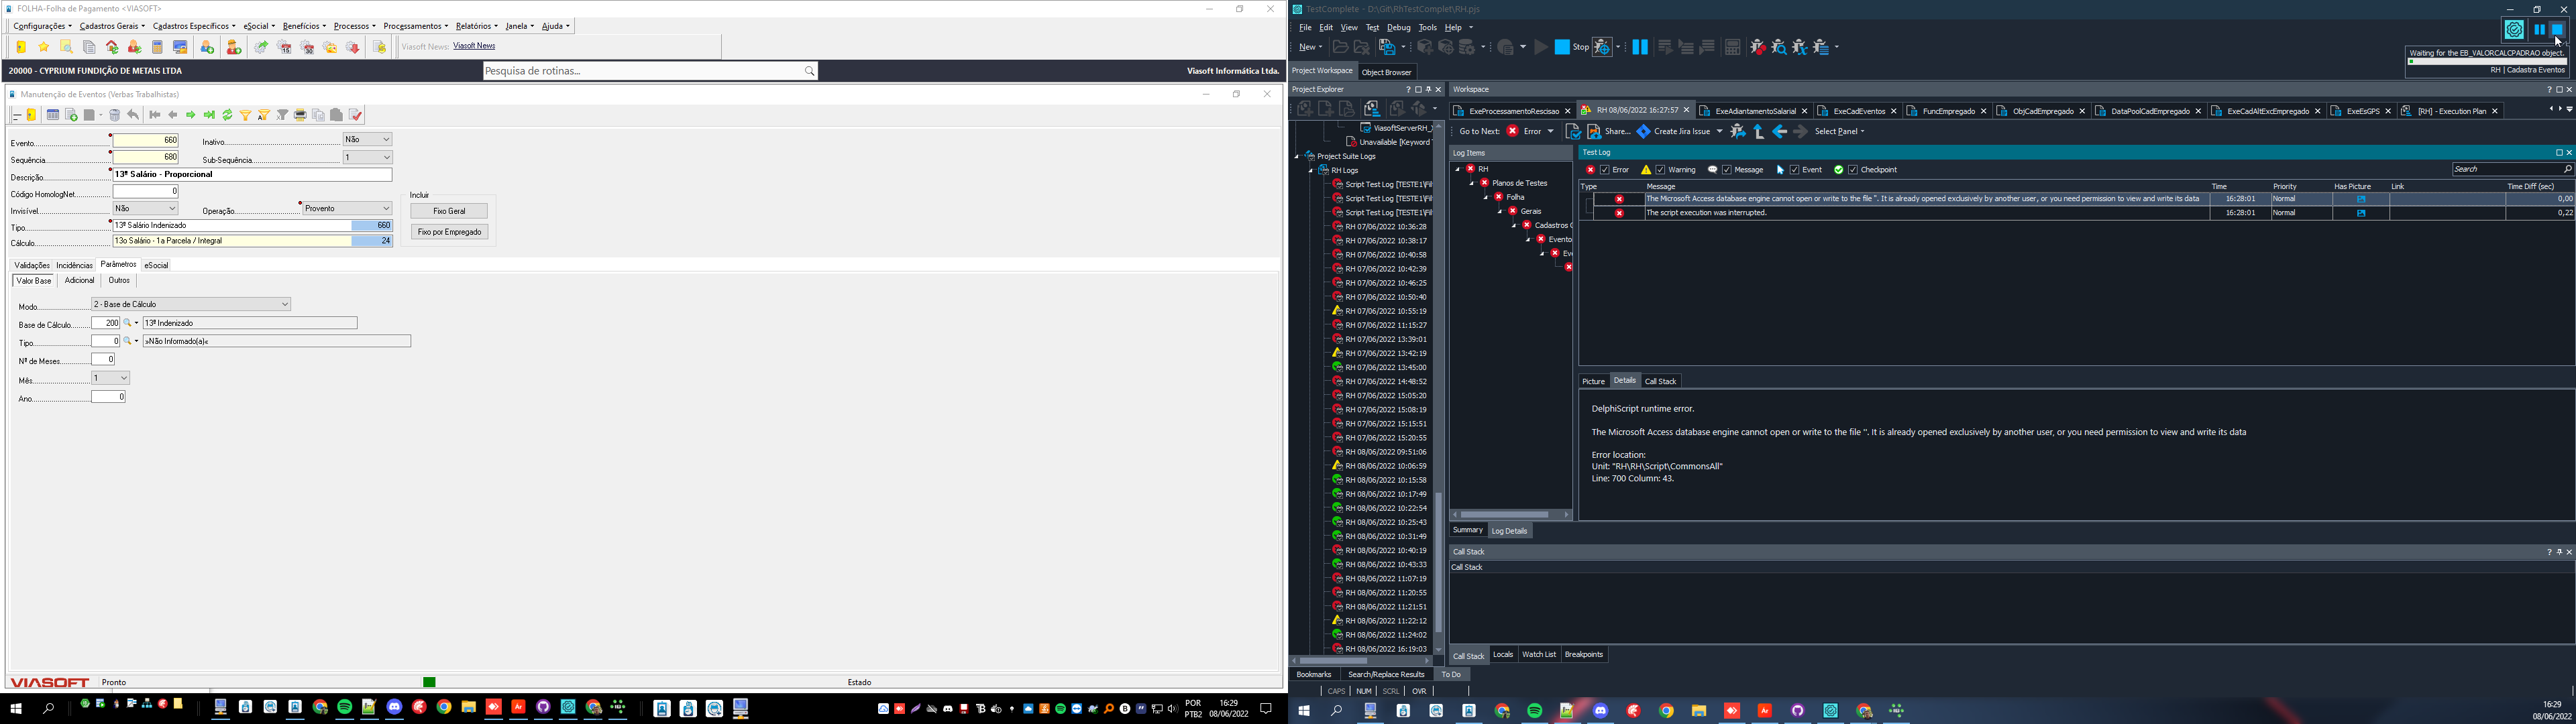 FOLHA-Folha de Pagamento <VIASOFT>
Configurações Cadastros Gerais Cadastros Específicos eSocial Benefícios Processos Processamentos Relatórios Janela Ajuda
Viasoft News: Viasoft News
20000 - CYPRIUM FUNDIÇÃO DE METAIS LTDA
Pesquisa de rotinas...
Viasoft Informática Ltda.
Manutenção de Eventos (Verbas Trabalhistas)
Evento 660 Inativo Não
Sequência 680 Sub-Sequência 1
Descrição 13º Salário - Proporcional
Código HomologNet 0
Incluir
Invisível Não Operação Provento Fixo Geral
Tipo 13º Salário Indenizado 660
Fixo por Empregado
Cálculo 13o Salário - 1a Parcela / Integral 24
Validações Incidências Parâmetros eSocial
Valor Base Adicional Outros
Modo 2 - Base de Cálculo
Base de Cálculo 200 13º Indenizado
Tipo 0 »Não Informado(a)«
Nº de Meses 0
Mês 1
Ano 0
VIASOFT Pronto Estado
POR
PTB2
16:29
08/06/2022
TestComplete - D:\Git\RhTestComplet\RH.pjs
File Edit View Test Debug Tools Help
New Stop
Waiting for the EB_VALORCALCPADRAO object.
RH | Cadastra Eventos
Project Workspace Object Browser
Project Explorer
Workspace
ExeProcessamentoRescisao RH 08/06/2022 16:27:57 ExeAdiantamentoSalarial ExeCadEventos FuncEmpregado ObjCadEmpregado DataPoolCadEmpregado ExeCadAltExcEmpregado ExeEsGPS [RH] - Execution Plan
Go to Next: Error Share... Create Jira Issue Select Panel
ViasoftServerRH_
Unavailable [Keyword
Project Suite Logs
RH Logs
Script Test Log [TESTE1\Fil
Script Test Log [TESTE1\Fil
Script Test Log [TESTE1\Fil
RH 07/06/2022 10:36:28
RH 07/06/2022 10:38:17
RH 07/06/2022 10:40:58
RH 07/06/2022 10:42:39
RH 07/06/2022 10:46:25
RH 07/06/2022 10:50:40
RH 07/06/2022 10:55:19
RH 07/06/2022 11:15:27
RH 07/06/2022 13:39:01
RH 07/06/2022 13:42:19
RH 07/06/2022 13:45:00
RH 07/06/2022 14:48:52
RH 07/06/2022 15:05:20
RH 07/06/2022 15:08:19
RH 07/06/2022 15:15:51
RH 07/06/2022 15:20:55
RH 08/06/2022 09:51:06
RH 08/06/2022 10:06:59
RH 08/06/2022 10:15:58
RH 08/06/2022 10:17:49
RH 08/06/2022 10:22:54
RH 08/06/2022 10:25:43
RH 08/06/2022 10:31:49
RH 08/06/2022 10:40:19
RH 08/06/2022 10:43:33
RH 08/06/2022 11:07:19
RH 08/06/2022 11:20:55
RH 08/06/2022 11:21:51
RH 08/06/2022 11:22:12
RH 08/06/2022 11:24:02
RH 08/06/2022 16:19:03
Bookmarks Search/Replace Results To Do
CAPS NUM SCRL OVR
Log Items
RH
Planos de Testes
Folha
Gerais
Cadastros
Evento
Eve
Summary Log Details
Test Log
Error Warning Message Event Checkpoint Search
Type Message Time Priority Has Picture Link Time Diff (sec)
The Microsoft Access database engine cannot open or write to the file ''. It is already opened exclusively by another user, or you need permission to view and write its data 16:28:01 Normal 0,00
The script execution was interrupted. 16:28:01 Normal 0,22
Picture Details Call Stack
DelphiScript runtime error.
The Microsoft Access database engine cannot open or write to the file ''. It is already opened exclusively by another user, or you need permission to view and write its data
Error location:
Unit: "RH\RH\Script\CommonsAll"
Line: 700 Column: 43.
Call Stack
Call Stack
Call Stack Locals Watch List Breakpoints
16:29
08/06/2022